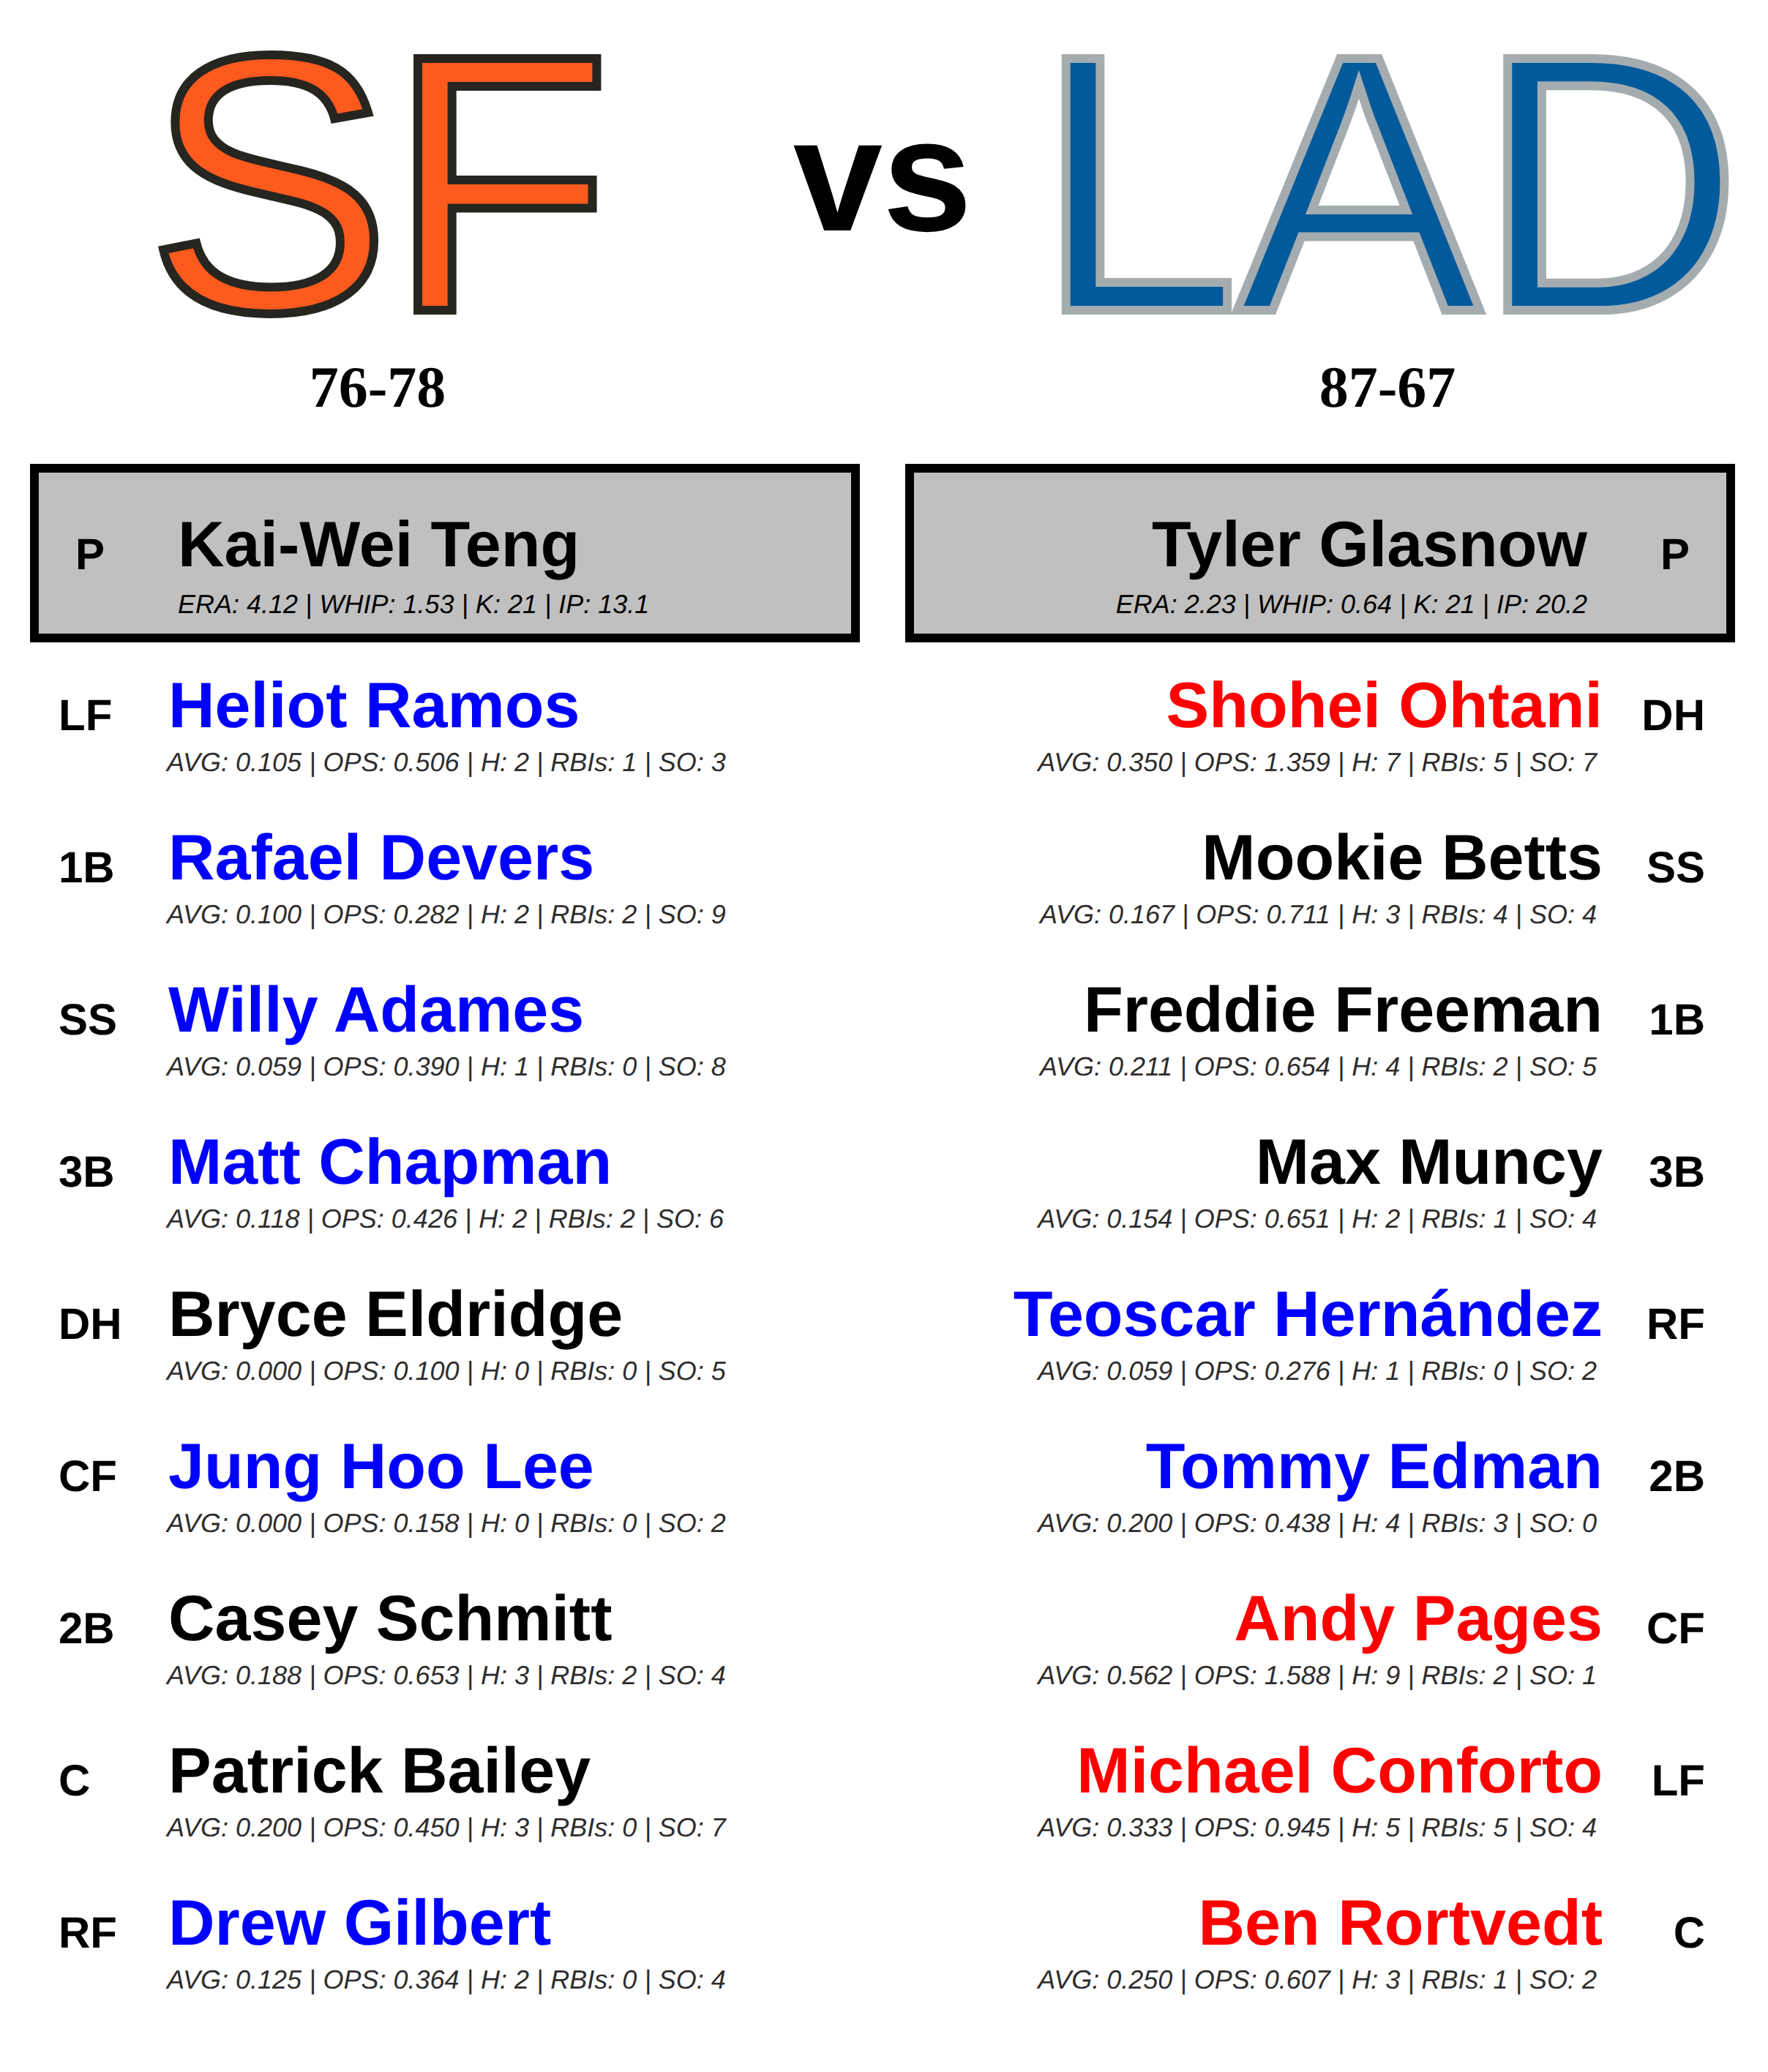 SF vs LAD
76-78
87-67
P Kai-Wei Teng
ERA: 4.12 | WHIP: 1.53 | K: 21 | IP: 13.1
Tyler Glasnow P
ERA: 2.23 | WHIP: 0.64 | K: 21 | IP: 20.2
LF Heliot Ramos
AVG: 0.105 | OPS: 0.506 | H: 2 | RBIs: 1 | SO: 3
1B Rafael Devers
AVG: 0.100 | OPS: 0.282 | H: 2 | RBIs: 2 | SO: 9
SS Willy Adames
AVG: 0.059 | OPS: 0.390 | H: 1 | RBIs: 0 | SO: 8
3B Matt Chapman
AVG: 0.118 | OPS: 0.426 | H: 2 | RBIs: 2 | SO: 6
DH Bryce Eldridge
AVG: 0.000 | OPS: 0.100 | H: 0 | RBIs: 0 | SO: 5
CF Jung Hoo Lee
AVG: 0.000 | OPS: 0.158 | H: 0 | RBIs: 0 | SO: 2
2B Casey Schmitt
AVG: 0.188 | OPS: 0.653 | H: 3 | RBIs: 2 | SO: 4
C Patrick Bailey
AVG: 0.200 | OPS: 0.450 | H: 3 | RBIs: 0 | SO: 7
RF Drew Gilbert
AVG: 0.125 | OPS: 0.364 | H: 2 | RBIs: 0 | SO: 4
Shohei Ohtani DH
AVG: 0.350 | OPS: 1.359 | H: 7 | RBIs: 5 | SO: 7
Mookie Betts SS
AVG: 0.167 | OPS: 0.711 | H: 3 | RBIs: 4 | SO: 4
Freddie Freeman 1B
AVG: 0.211 | OPS: 0.654 | H: 4 | RBIs: 2 | SO: 5
Max Muncy 3B
AVG: 0.154 | OPS: 0.651 | H: 2 | RBIs: 1 | SO: 4
Teoscar Hernández RF
AVG: 0.059 | OPS: 0.276 | H: 1 | RBIs: 0 | SO: 2
Tommy Edman 2B
AVG: 0.200 | OPS: 0.438 | H: 4 | RBIs: 3 | SO: 0
Andy Pages CF
AVG: 0.562 | OPS: 1.588 | H: 9 | RBIs: 2 | SO: 1
Michael Conforto LF
AVG: 0.333 | OPS: 0.945 | H: 5 | RBIs: 5 | SO: 4
Ben Rortvedt C
AVG: 0.250 | OPS: 0.607 | H: 3 | RBIs: 1 | SO: 2